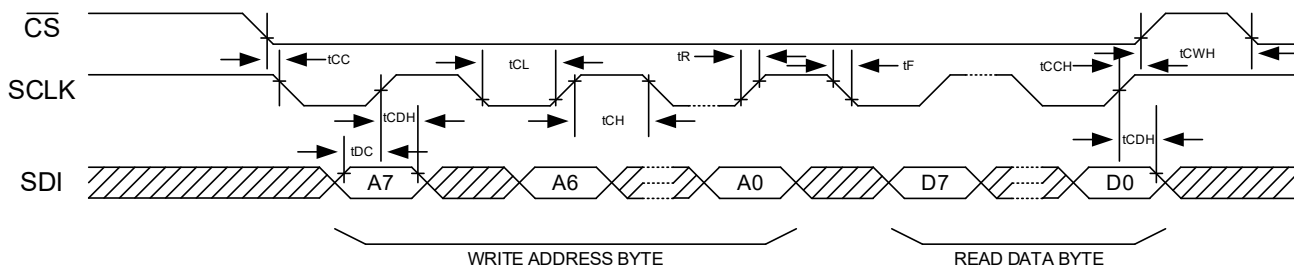 CS
tCC
tCL
tR
tF
tCCH
tCWH
SCLK
tCDH
tCH
tCDH
tDC
SDI
A7
A6
A0
D7
D0
WRITE ADDRESS BYTE
READ DATA BYTE